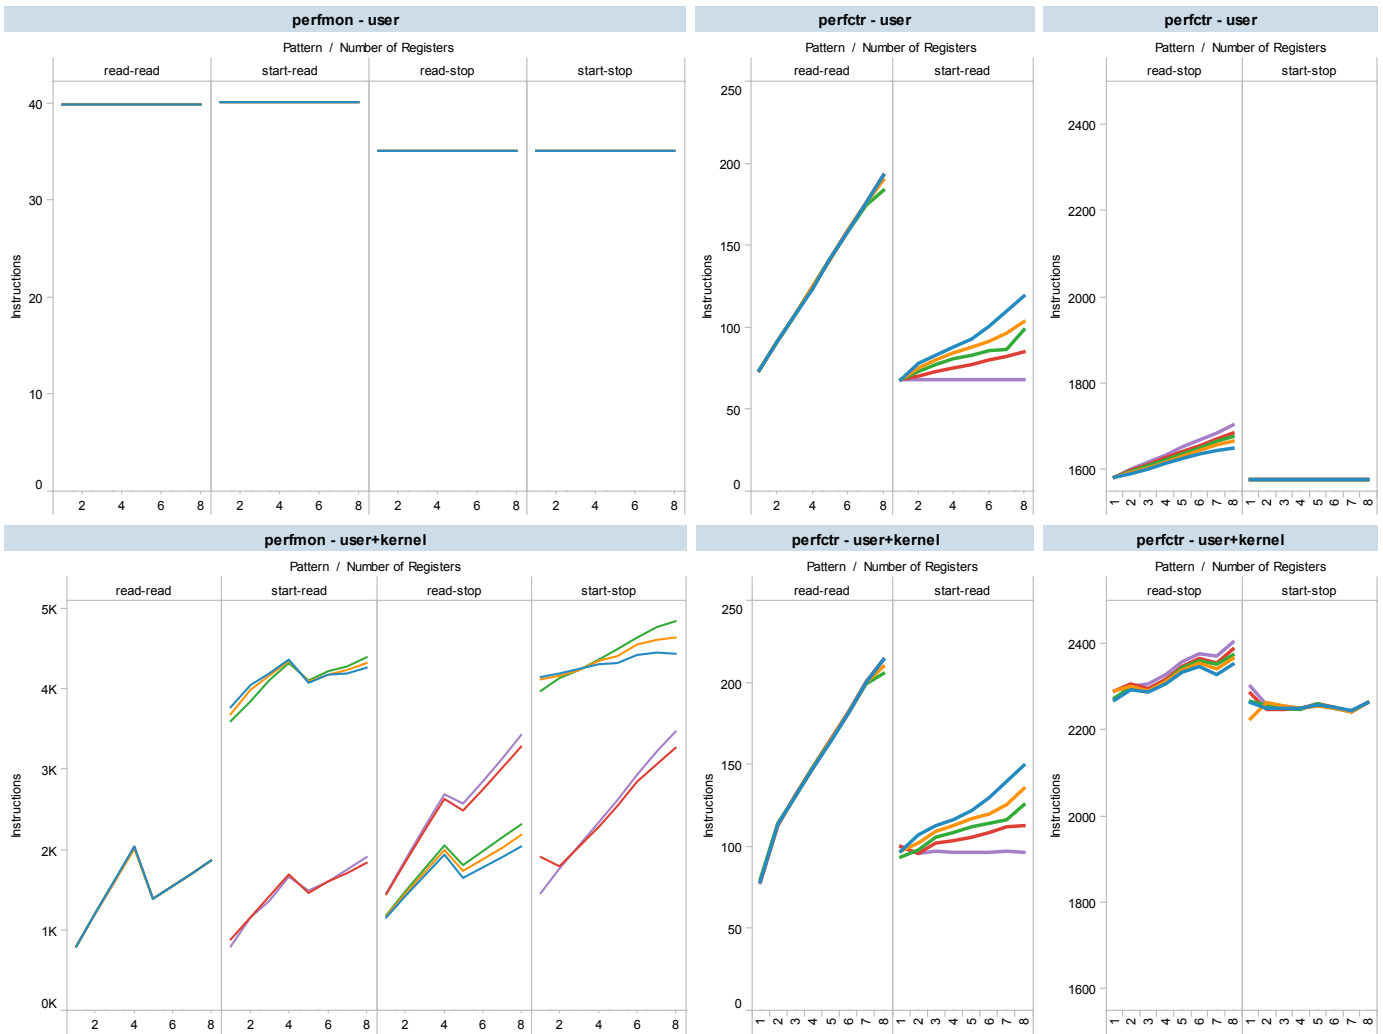 perfmon - user
Pattern / Number of Registers
read-read start-read read-stop start-stop
40
30
20
10
0
Instructions
2 4 6 8 2 4 6 8 2 4 6 8 2 4 6 8
perfctr - user
Pattern / Number of Registers
read-read start-read
250
200
150
100
50
0
Instructions
2 4 6 8 2 4 6 8
perfctr - user
Pattern / Number of Registers
read-stop start-stop
2400
2200
2000
1800
1600
Instructions
1 2 3 4 5 6 7 8 1 2 3 4 5 6 7 8
perfmon - user+kernel
Pattern / Number of Registers
read-read start-read read-stop start-stop
5K
4K
3K
2K
1K
0K
Instructions
2 4 6 8 2 4 6 8 2 4 6 8 2 4 6 8
perfctr - user+kernel
Pattern / Number of Registers
read-read start-read
250
200
150
100
50
0
Instructions
1 2 3 4 5 6 7 8 1 2 3 4 5 6 7 8
perfctr - user+kernel
Pattern / Number of Registers
read-stop start-stop
2400
2200
2000
1800
1600
Instructions
1 2 3 4 5 6 7 8 1 2 3 4 5 6 7 8